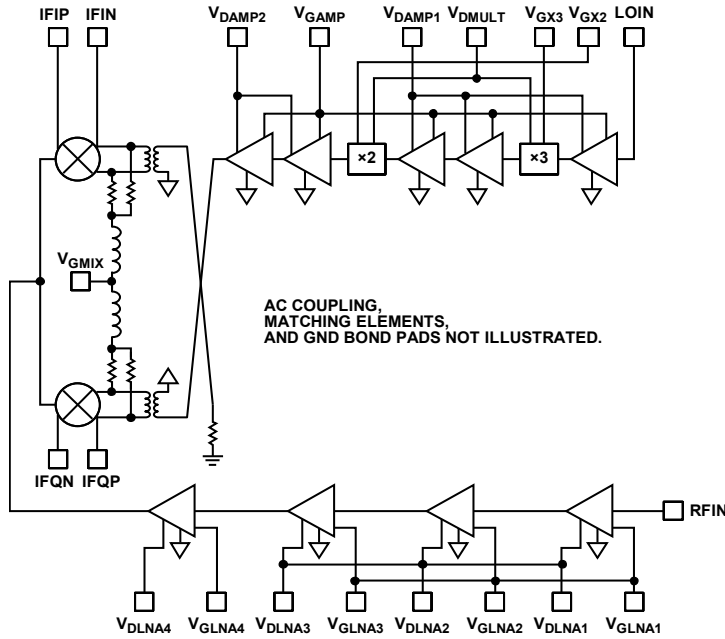 IFIP IFIN VDAMP2 VGAMP VDAMP1 VDMULT VGX3 VGX2 LOIN
×2 ×3
VGMIX
AC COUPLING,
MATCHING ELEMENTS,
AND GND BOND PADS NOT ILLUSTRATED.
IFQN IFQP
RFIN
VDLNA4 VGLNA4 VDLNA3 VGLNA3 VDLNA2 VGLNA2 VDLNA1 VGLNA1